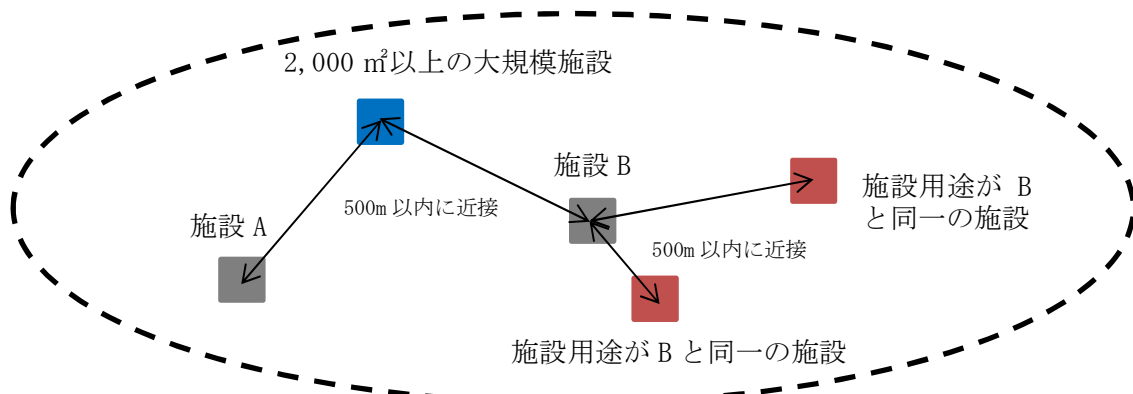 2,000 ㎡以上の大規模施設
施設 B
500m 以内に近接
施設用途が B
と同一の施設
施設 A
500m 以内に近接
施設用途が B と同一の施設